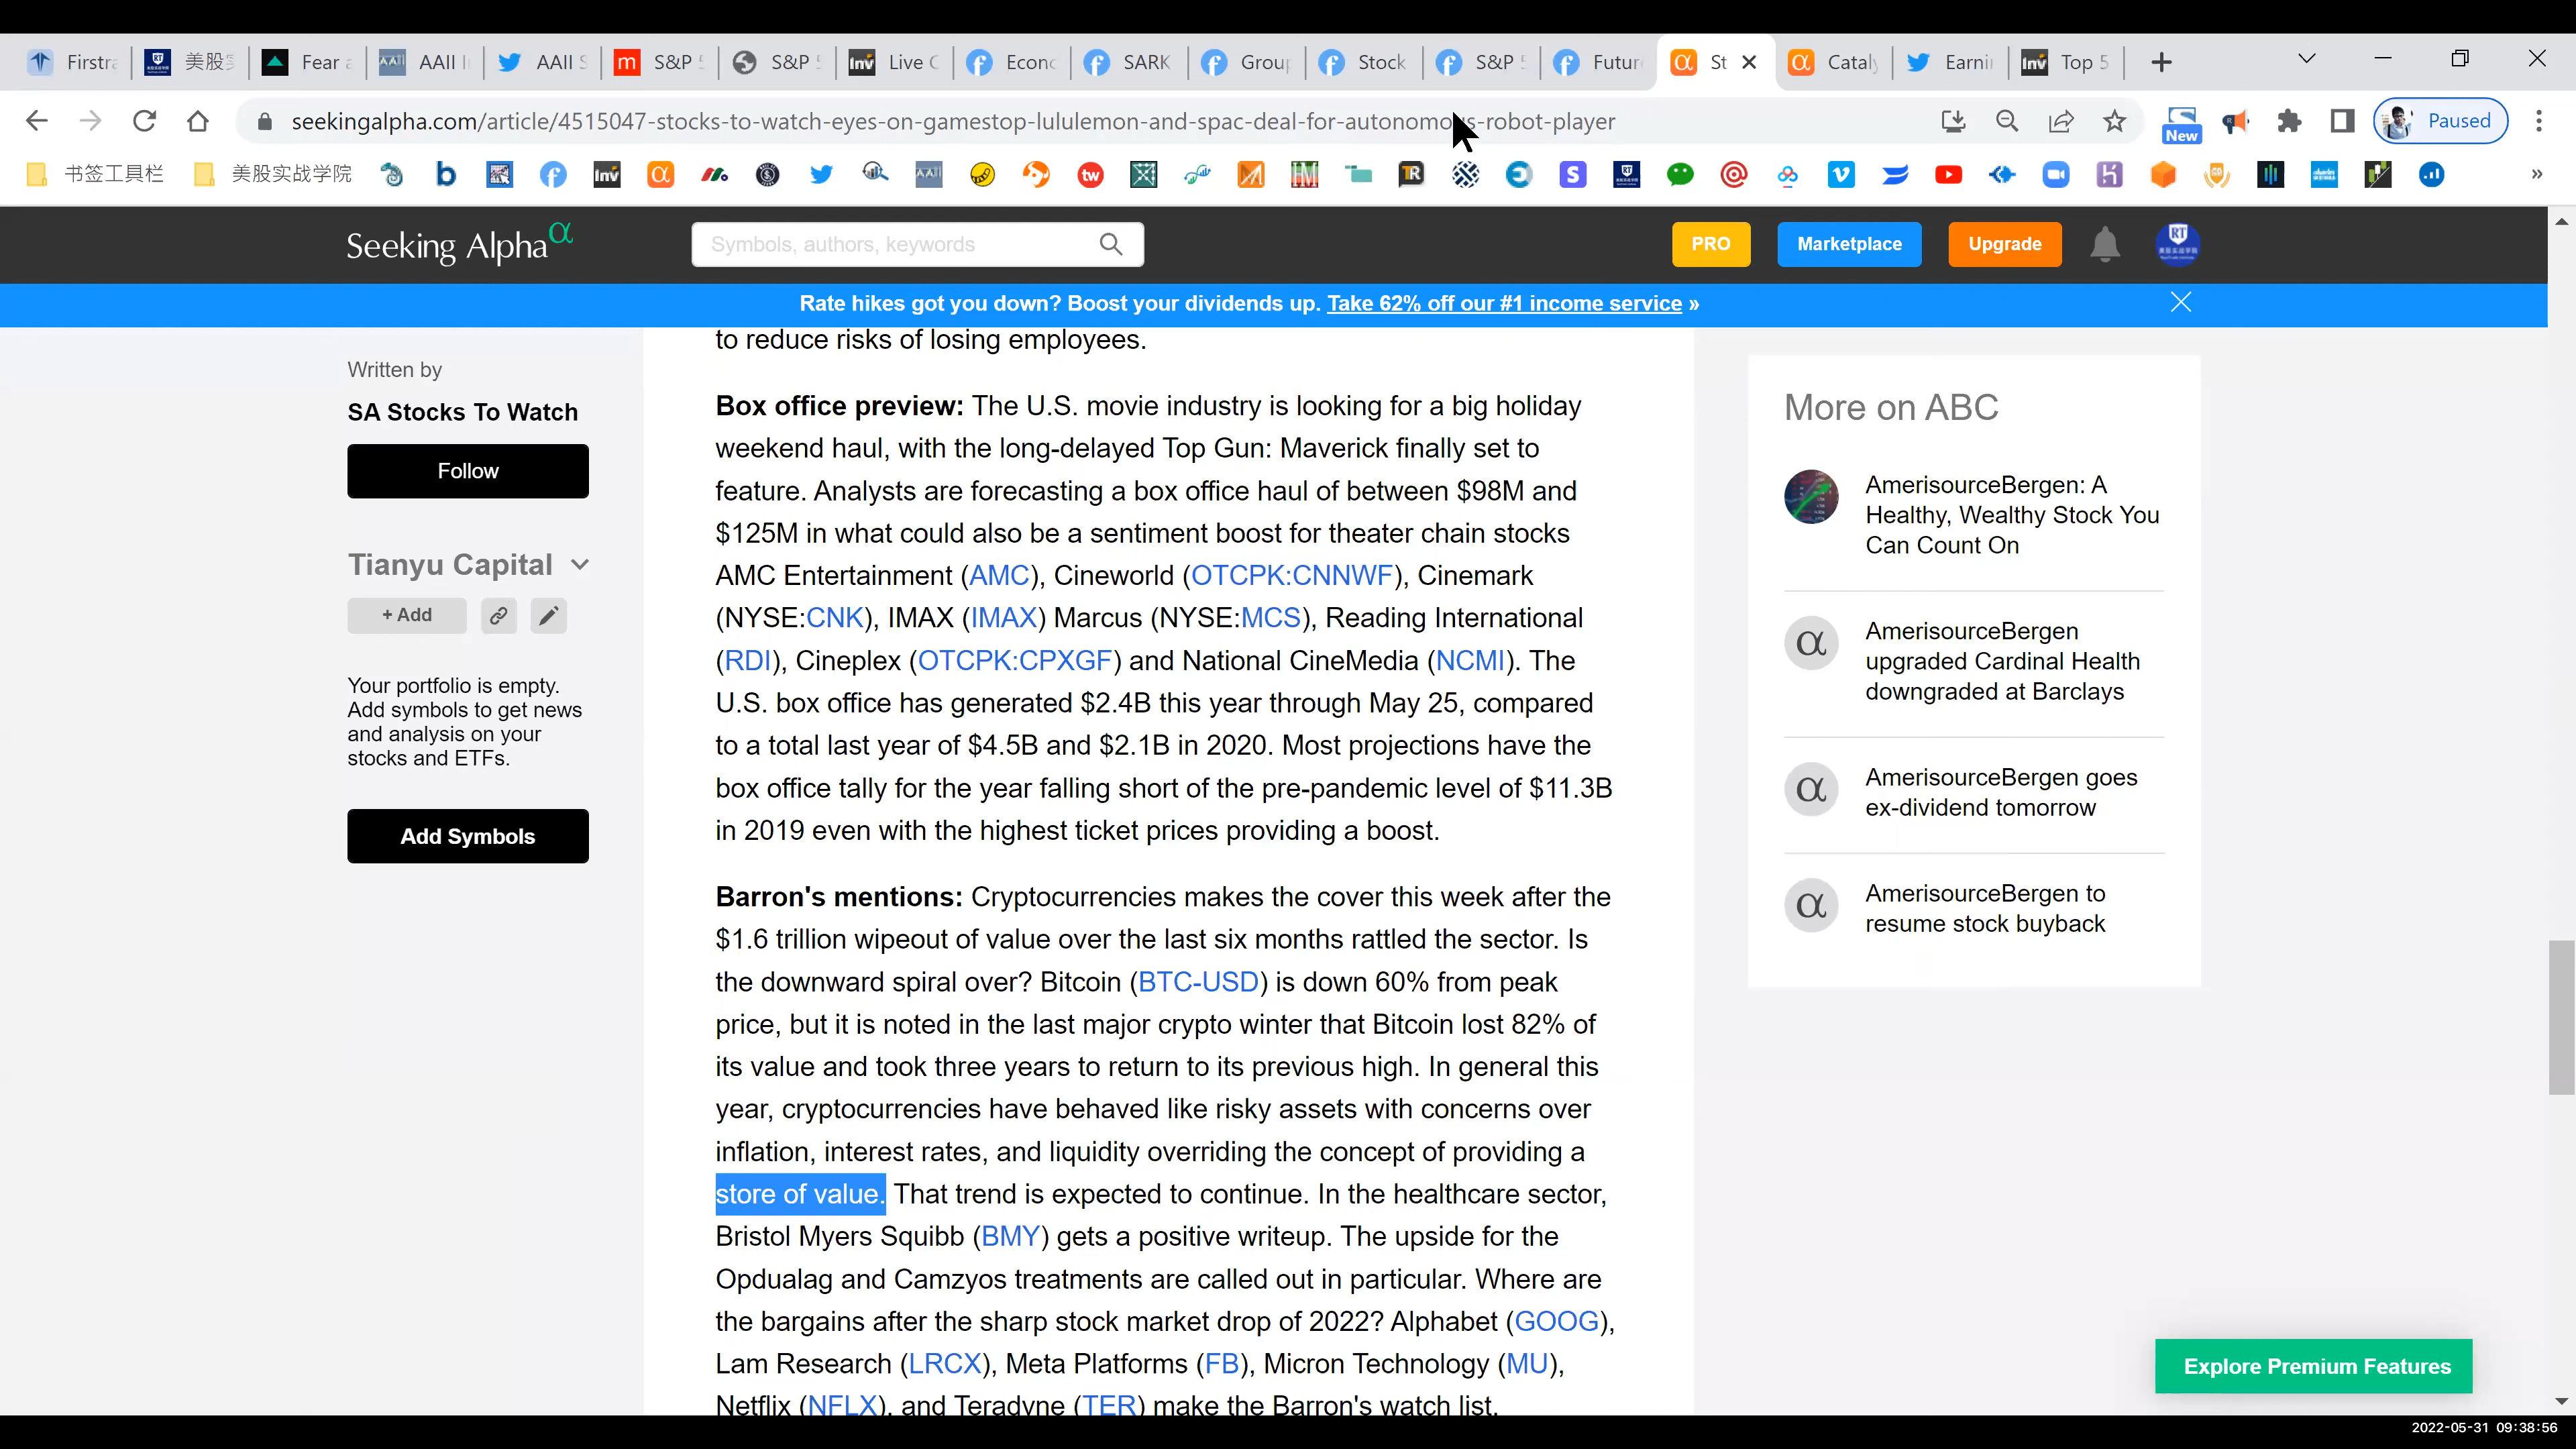 Firstra
美股实
Fear a
AAII I
AAII S
S&P 5
S&P 5
Live C
Econo
SARK
Group
Stock
S&P 5
Futur
St
Cataly
Earnin
Top 5
seekingalpha.com/article/4515047-stocks-to-watch-eyes-on-gamestop-lululemon-and-spac-deal-for-autonomous-robot-player
New
Paused
书签工具栏
美股实战学院
Seeking Alpha α
Symbols, authors, keywords
PRO
Marketplace
Upgrade
Rate hikes got you down? Boost your dividends up. Take 62% off our #1 income service »
Written by
SA Stocks To Watch
Follow
Tianyu Capital
+ Add
Your portfolio is empty.
Add symbols to get news
and analysis on your
stocks and ETFs.
Add Symbols
to reduce risks of losing employees.
Box office preview: The U.S. movie industry is looking for a big holiday
weekend haul, with the long-delayed Top Gun: Maverick finally set to
feature. Analysts are forecasting a box office haul of between $98M and
$125M in what could also be a sentiment boost for theater chain stocks
AMC Entertainment (AMC), Cineworld (OTCPK:CNNWF), Cinemark
(NYSE:CNK), IMAX (IMAX) Marcus (NYSE:MCS), Reading International
(RDI), Cineplex (OTCPK:CPXGF) and National CineMedia (NCMI). The
U.S. box office has generated $2.4B this year through May 25, compared
to a total last year of $4.5B and $2.1B in 2020. Most projections have the
box office tally for the year falling short of the pre-pandemic level of $11.3B
in 2019 even with the highest ticket prices providing a boost.
Barron's mentions: Cryptocurrencies makes the cover this week after the
$1.6 trillion wipeout of value over the last six months rattled the sector. Is
the downward spiral over? Bitcoin (BTC-USD) is down 60% from peak
price, but it is noted in the last major crypto winter that Bitcoin lost 82% of
its value and took three years to return to its previous high. In general this
year, cryptocurrencies have behaved like risky assets with concerns over
inflation, interest rates, and liquidity overriding the concept of providing a
store of value. That trend is expected to continue. In the healthcare sector,
Bristol Myers Squibb (BMY) gets a positive writeup. The upside for the
Opdualag and Camzyos treatments are called out in particular. Where are
the bargains after the sharp stock market drop of 2022? Alphabet (GOOG),
Lam Research (LRCX), Meta Platforms (FB), Micron Technology (MU),
Netflix (NFLX), and Teradyne (TER) make the Barron's watch list.
More on ABC
AmerisourceBergen: A
Healthy, Wealthy Stock You
Can Count On
AmerisourceBergen
upgraded Cardinal Health
downgraded at Barclays
AmerisourceBergen goes
ex-dividend tomorrow
AmerisourceBergen to
resume stock buyback
Explore Premium Features
2022-05-31 09:38:56